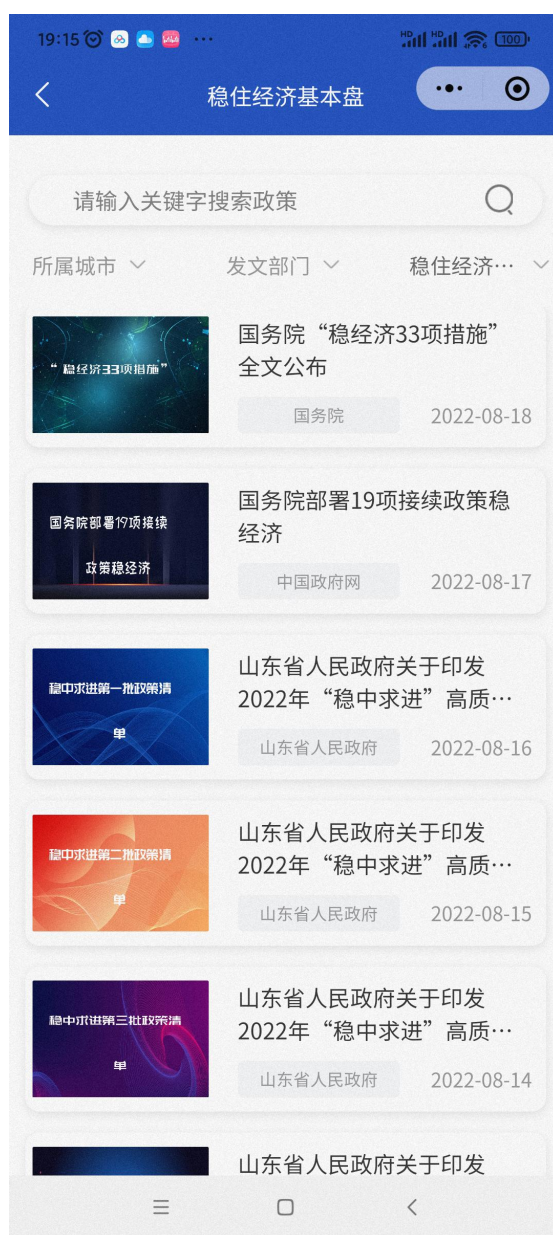 19:15
HD HD 6 100
稳住经济基本盘
请输入关键字搜索政策
所属城市
发文部门
稳住经济…
“稳经济33项措施”
国务院“稳经济33项措施”
全文公布
国务院
2022-08-18
国务院部署19项接续
政策稳经济
国务院部署19项接续政策稳
经济
中国政府网
2022-08-17
稳中求进第一批政策清
单
山东省人民政府关于印发
2022年“稳中求进”高质…
山东省人民政府
2022-08-16
稳中求进第二批政策清
单
山东省人民政府关于印发
2022年“稳中求进”高质…
山东省人民政府
2022-08-15
稳中求进第三批政策清
单
山东省人民政府关于印发
2022年“稳中求进”高质…
山东省人民政府
2022-08-14
山东省人民政府关于印发